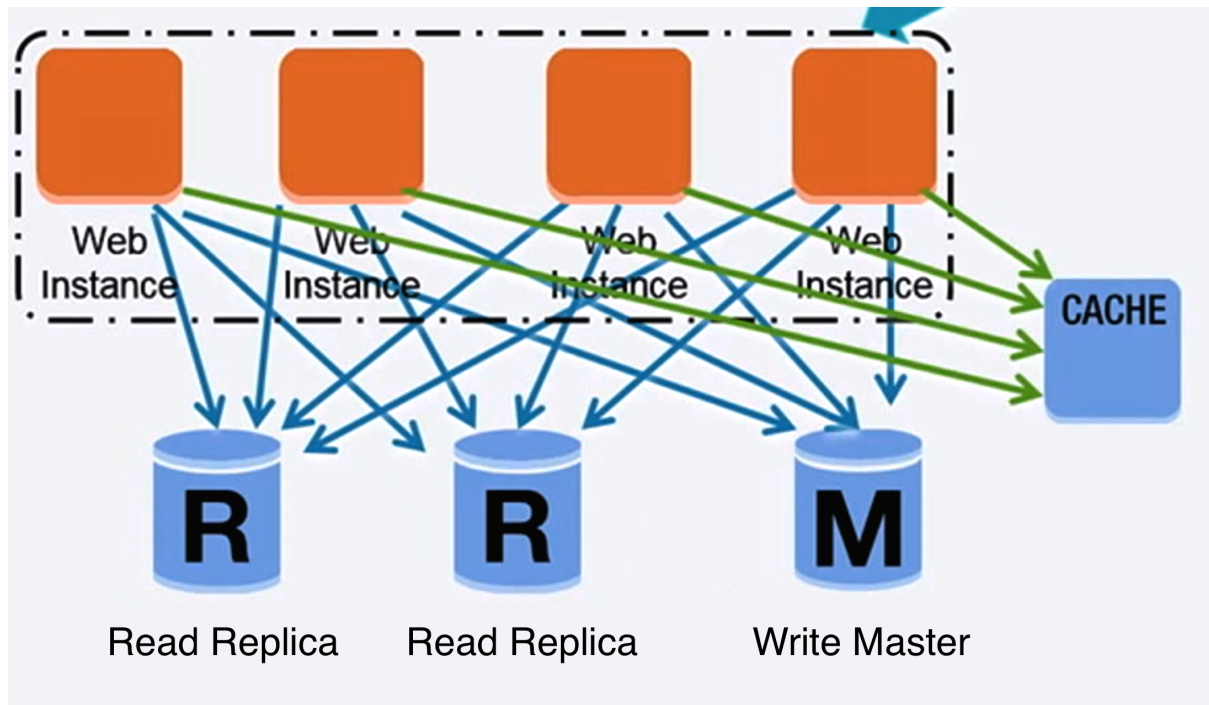 Web
Instance
Web
Instance
Web
Instance
Web
Instance
CACHE
R
R
M
Read Replica
Read Replica
Write Master